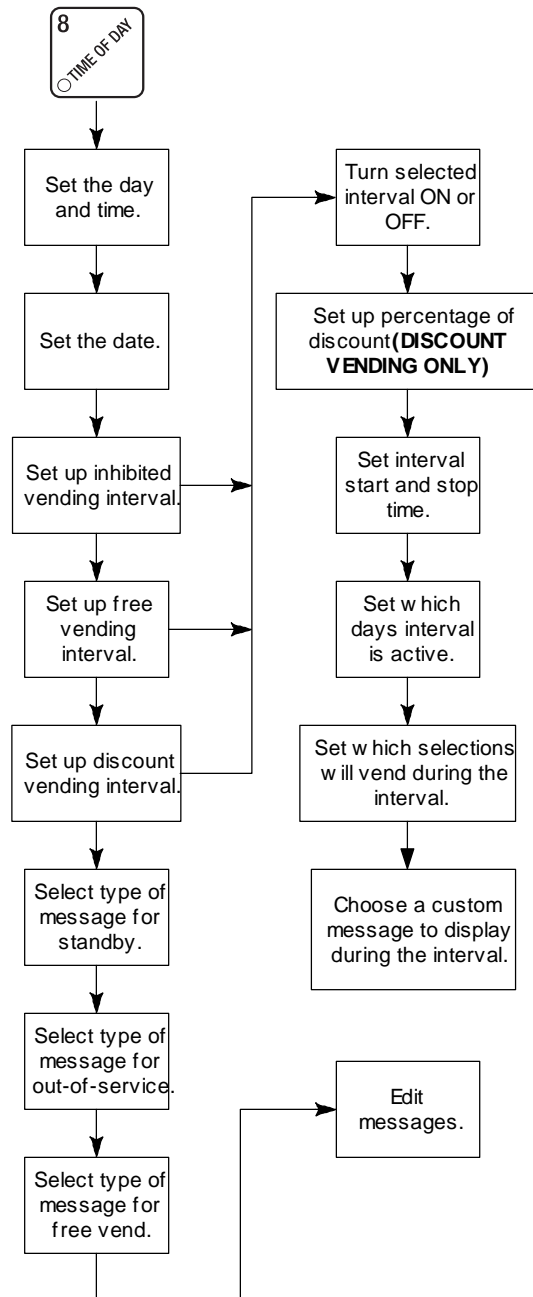 8
TIME OF DAY
Set the day
and time.
Set the date.
Set up inhibited
vending interval.
Set up free
vending
interval.
Set up discount
vending interval.
Select type of
message for
standby.
Select type of
message for
out-of-service.
Select type of
message for
free vend.
Turn selected
interval ON or
OFF.
Set up percentage of
discount(DISCOUNT
VENDING ONLY)
Set interval
start and stop
time.
Set which
days interval
is active.
Set which selections
will vend during the
interval.
Choose a custom
message to display
during the interval.
Edit
messages.